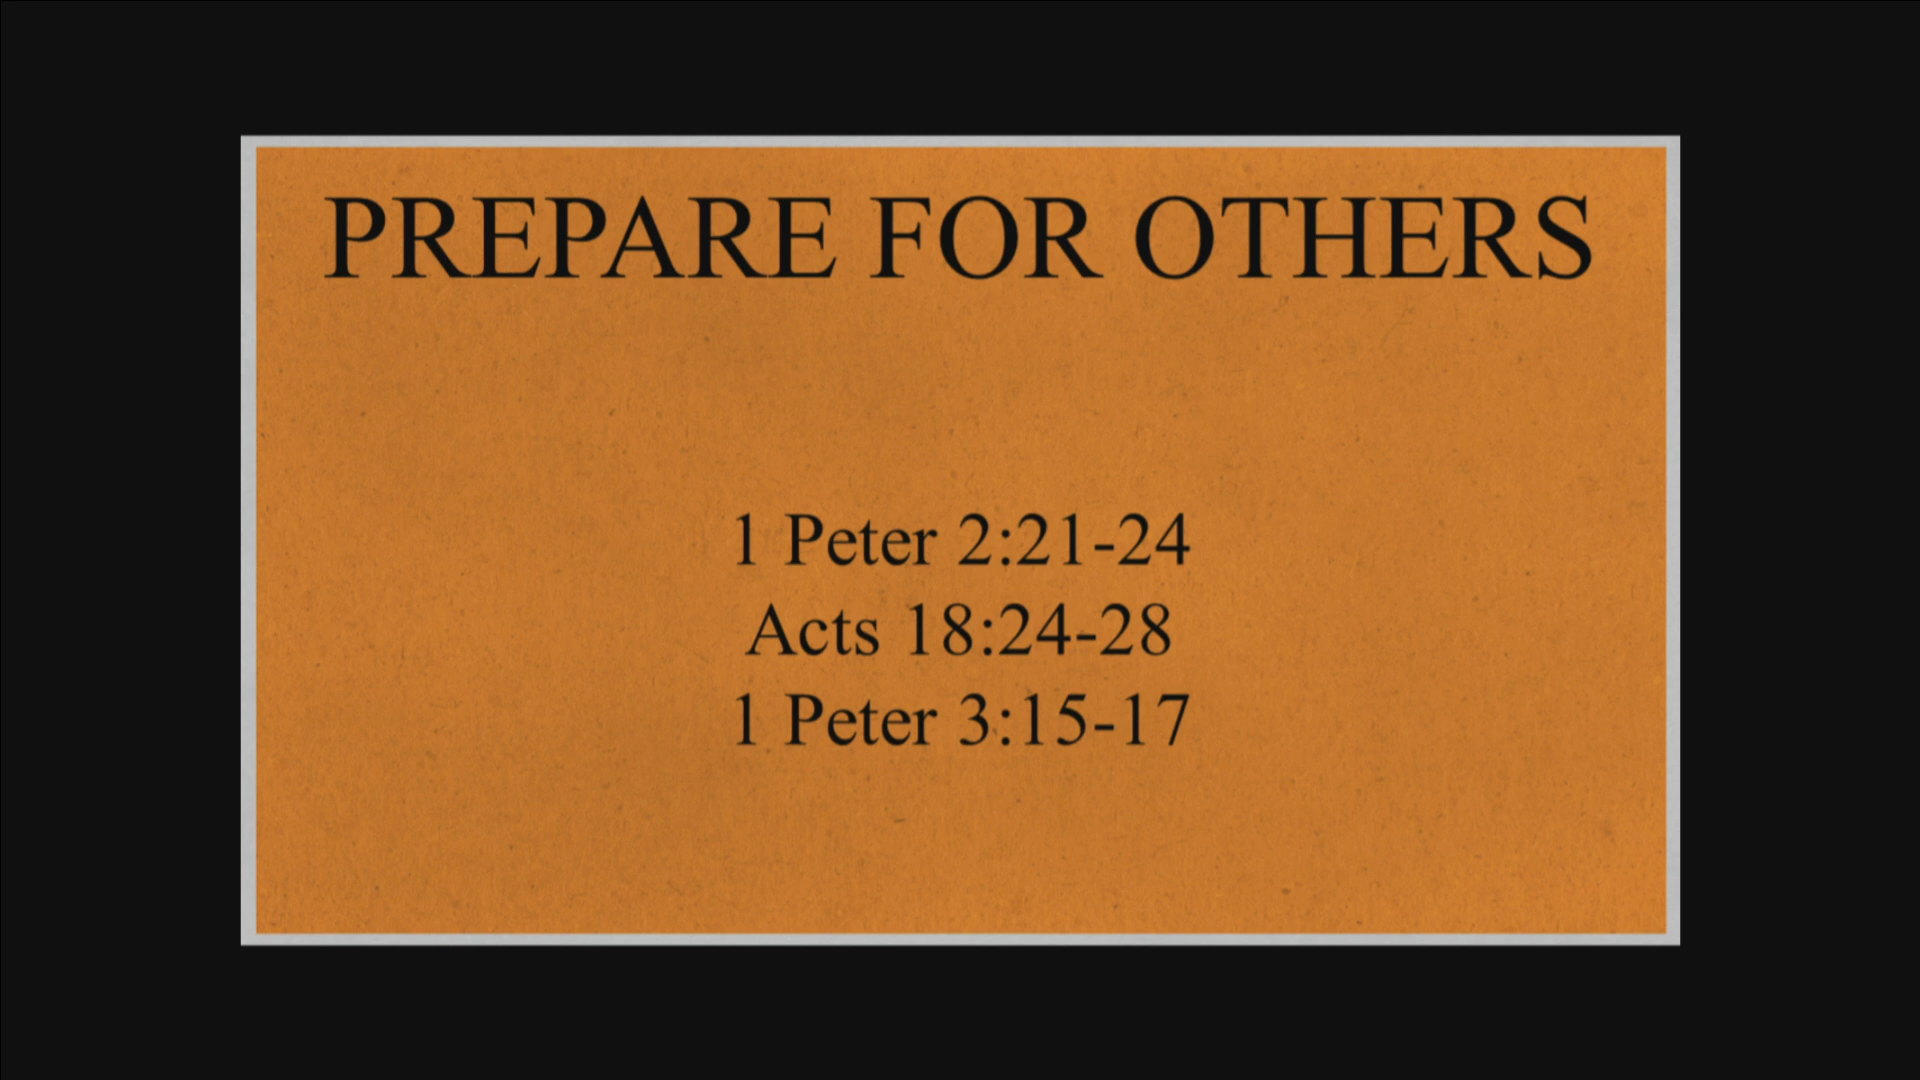 PREPARE FOR OTHERS
1 Peter 2:21-24
Acts 18:24-28
1 Peter 3:15-17